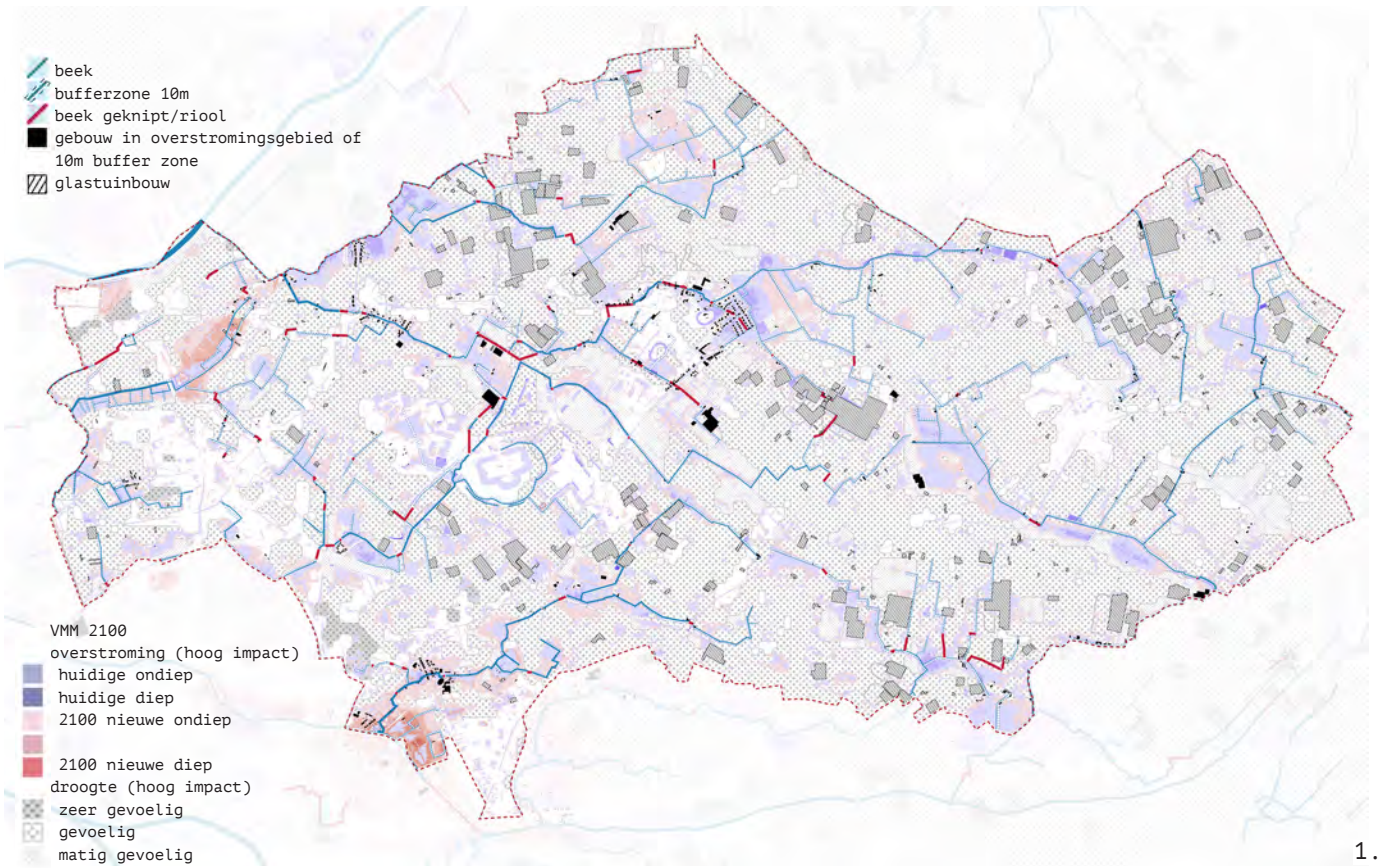 beek
bufferzone 10m
beek geknipt/riool
gebouw in overstromingsgebied of
10m buffer zone
glastuinbouw
VMM 2100
overstroming (hoog impact)
huidige ondiep
huidige diep
2100 nieuwe ondiep
2100 nieuwe diep
droogte (hoog impact)
zeer gevoelig
gevoelig
matig gevoelig
1.